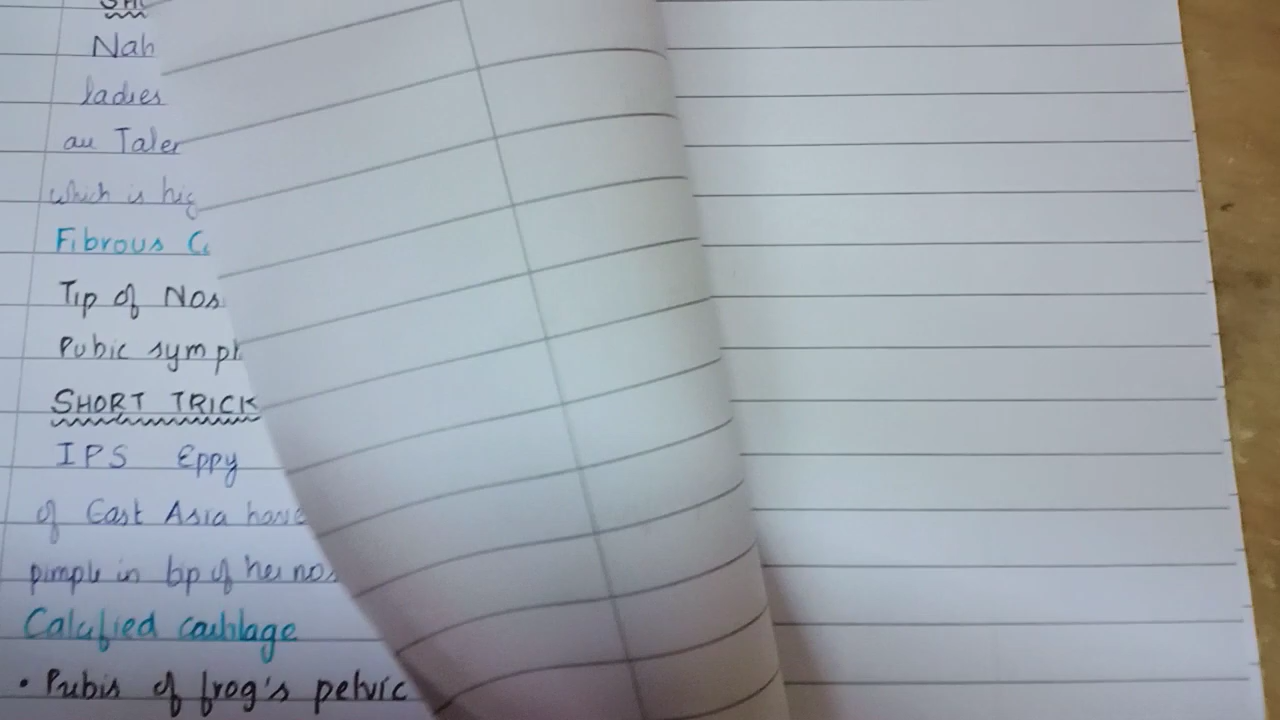 Nah
ladies
au Taler
which is hig
Fibrous C
Tip of Nos
Pubic symph
SHORT TRICK
IPS Eppy
of East Asia have
pimple in tip of her nos
Calcified cartilage
• Pubis of frog's pelvic